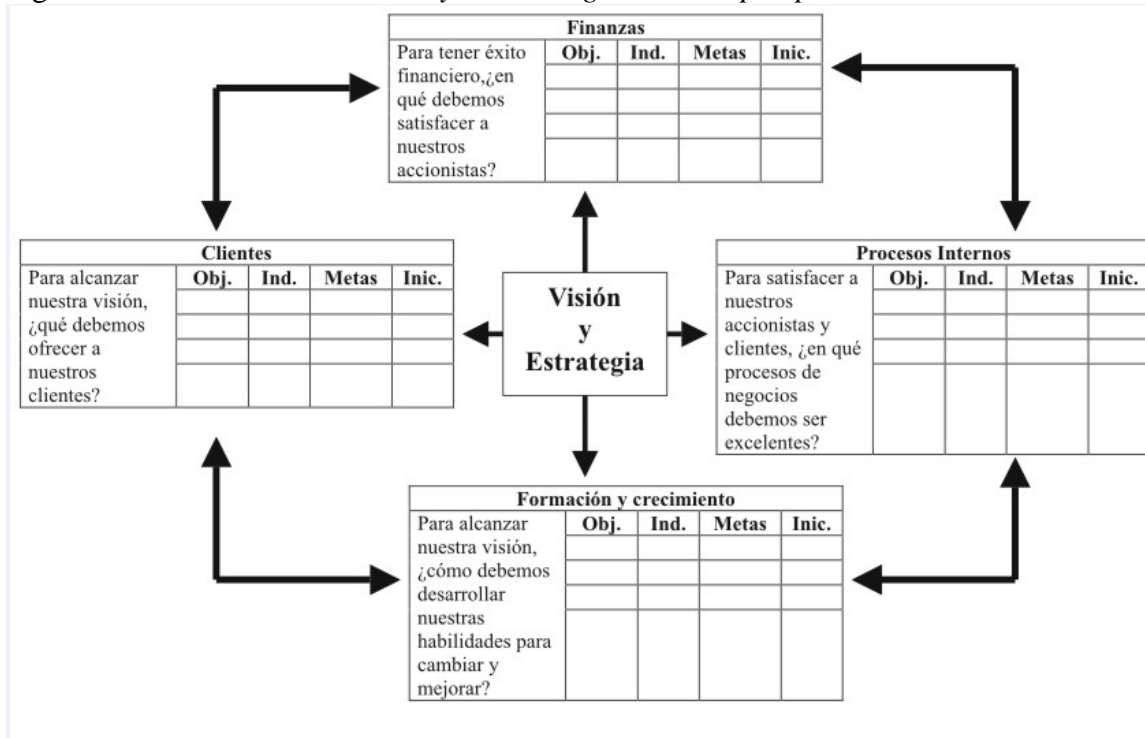 Finanzas
Para tener éxito
financiero,¿en
qué debemos
satisfacer a
nuestros
accionistas?
Obj. Ind. Metas Inic.
Clientes
Para alcanzar
nuestra visión,
¿qué debemos
ofrecer a
nuestros
clientes?
Obj. Ind. Metas Inic.
Visión
y
Estrategia
Procesos Internos
Para satisfacer a
nuestros
accionistas y
clientes, ¿en qué
procesos de
negocios
debemos ser
excelentes?
Obj. Ind. Metas Inic.
Formación y crecimiento
Para alcanzar
nuestra visión,
¿cómo debemos
desarrollar
nuestras
habilidades para
cambiar y
mejorar?
Obj. Ind. Metas Inic.